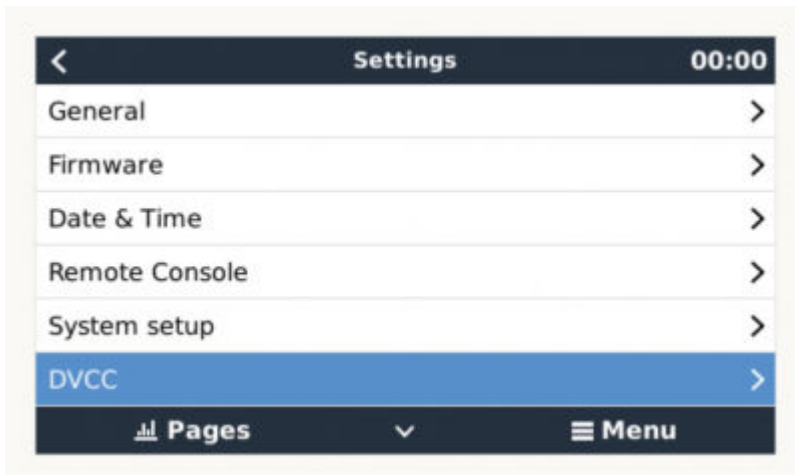 Settings 00:00
General
Firmware
Date & Time
Remote Console
System setup
DVCC
Pages Menu